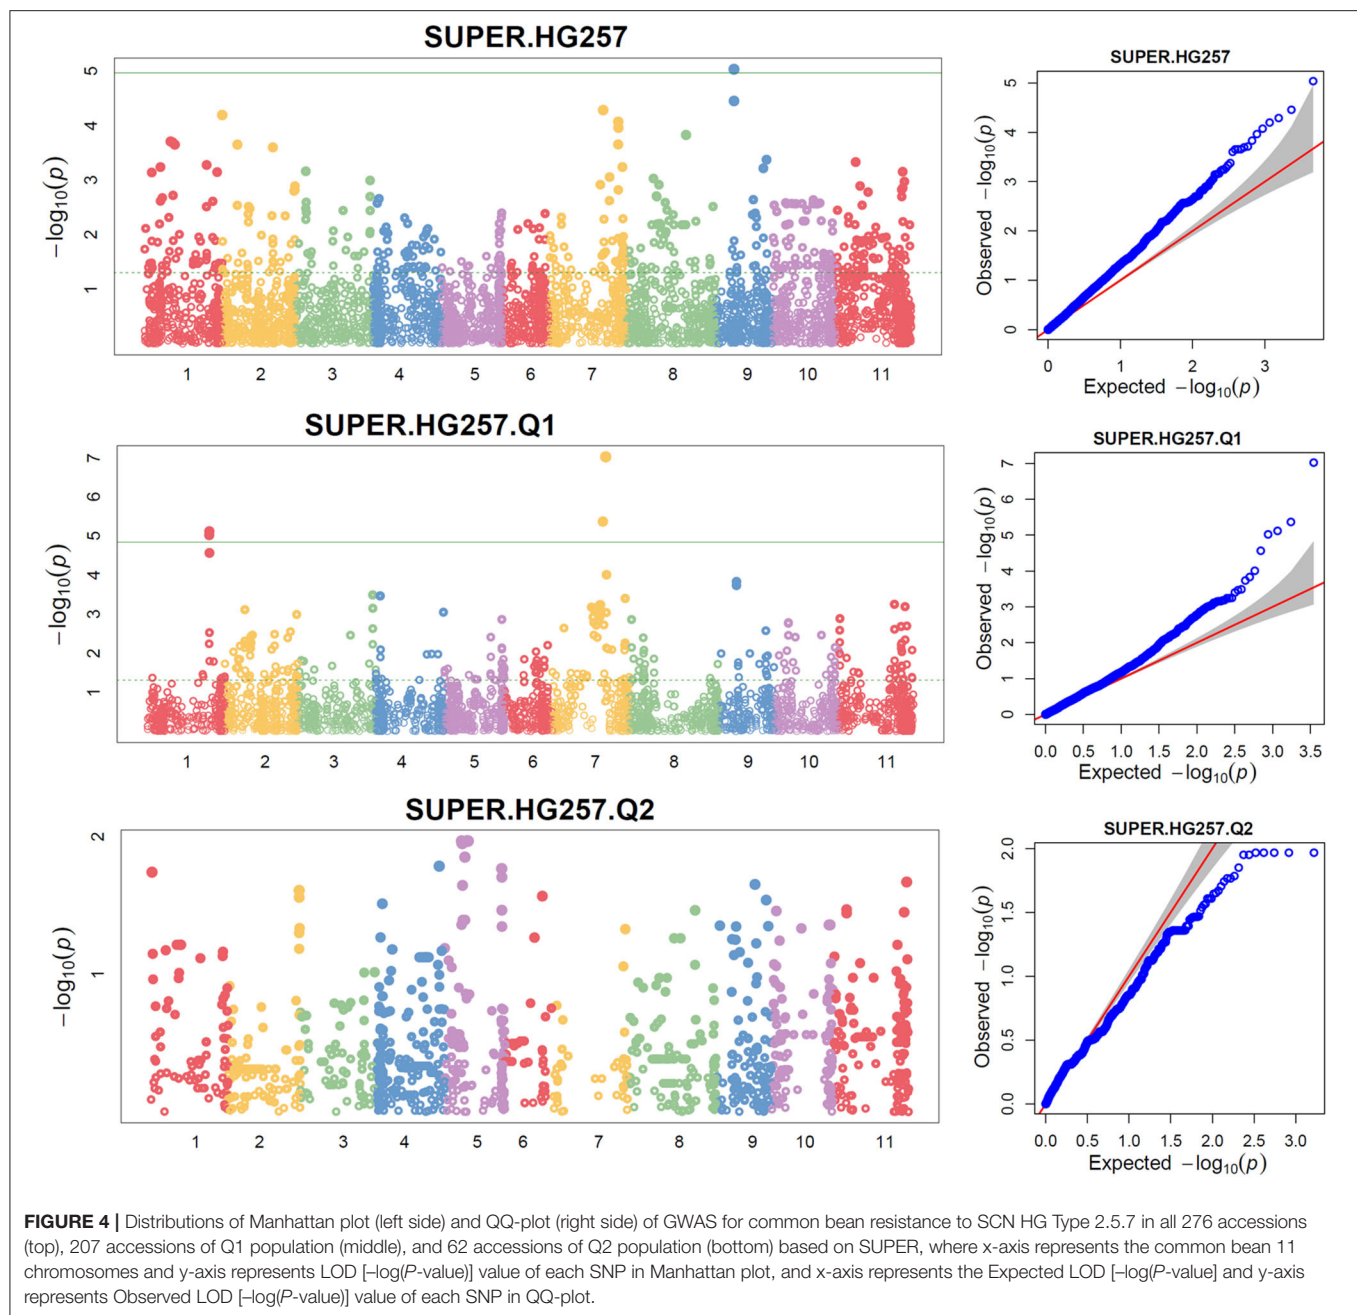 SUPER.HG257
−log10(p)
5
4
3
2
1
1 2 3 4 5 6 7 8 9 10 11
SUPER.HG257
Observed −log10(p)
5
4
3
2
1
0
0 1 2 3
Expected −log10(p)
SUPER.HG257.Q1
−log10(p)
7
6
5
4
3
2
1
1 2 3 4 5 6 7 8 9 10 11
SUPER.HG257.Q1
Observed −log10(p)
7
6
5
4
3
2
1
0
0.0 0.5 1.0 1.5 2.0 2.5 3.0 3.5
Expected −log10(p)
SUPER.HG257.Q2
−log10(p)
2
1
1 2 3 4 5 6 7 8 9 10 11
SUPER.HG257.Q2
Observed −log10(p)
2.0
1.5
1.0
0.5
0.0
0.0 0.5 1.0 1.5 2.0 2.5 3.0
Expected −log10(p)
FIGURE 4 | Distributions of Manhattan plot (left side) and QQ-plot (right side) of GWAS for common bean resistance to SCN HG Type 2.5.7 in all 276 accessions
(top), 207 accessions of Q1 population (middle), and 62 accessions of Q2 population (bottom) based on SUPER, where x-axis represents the common bean 11
chromosomes and y-axis represents LOD [−log(P-value)] value of each SNP in Manhattan plot, and x-axis represents the Expected LOD [−log(P-value] and y-axis
represents Observed LOD [−log(P-value)] value of each SNP in QQ-plot.